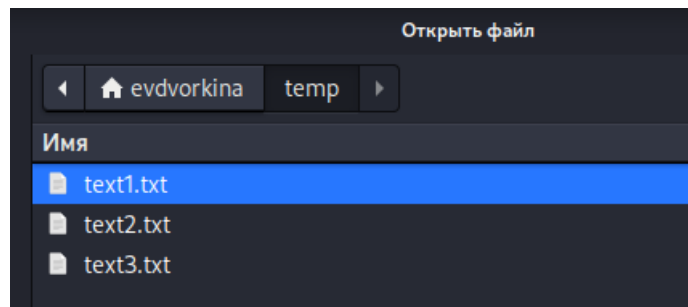 Открыть файл
evdvorkina temp
Имя
text1.txt
text2.txt
text3.txt